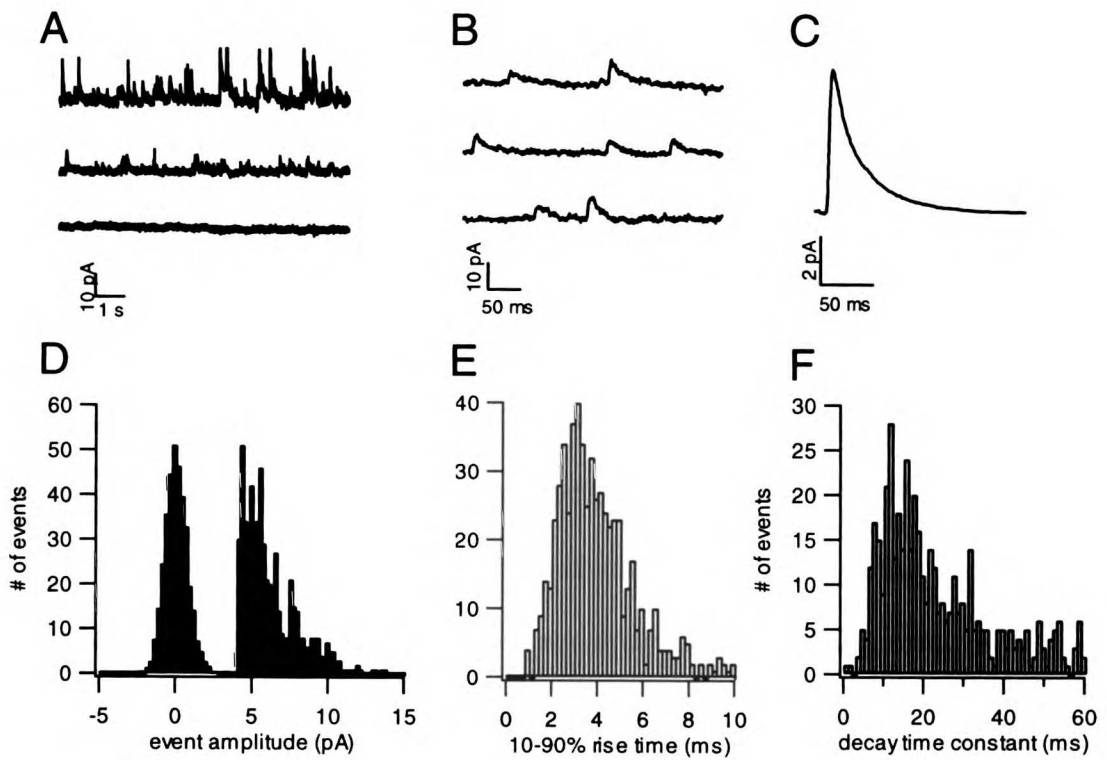 A
B
C
10 pA
1 s
10 pA
50 ms
2 pA
50 ms
D
E
F
60
50
40
30
20
10
0
# of events
-5 0 5 10 15
event amplitude (pA)
40
30
20
10
0
0 2 4 6 8 10
10-90% rise time (ms)
30
25
20
15
10
5
0
# of events
0 20 40 60
decay time constant (ms)